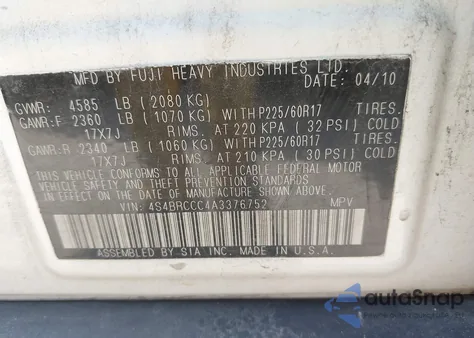 MFD BY FUJI HEAVY INDUSTRIES LTD.
DATE: 04/10
GVWR: 4585 LB (2080 KG)
GAWR:F 2360 LB (1070 KG) WITH P225/60R17 TIRES.
17X7J RIMS. AT 220 KPA (32 PSI) COLD
GAWR:R 2340 LB (1060 KG) WITH P225/60R17 TIRES.
17X7J RIMS. AT 210 KPA (30 PSI) COLD
THIS VEHICLE CONFORMS TO ALL APPLICABLE FEDERAL MOTOR
VEHICLE SAFETY AND THEFT PREVENTION STANDARDS IN EFFECT ON THE
DATE OF MANUFACTURE SHOWN ABOVE.
VIN: 4S4BRCCC4A3376752 MPV
ASSEMBLED BY SIA INC. MADE IN U.S.A.
autoSnap